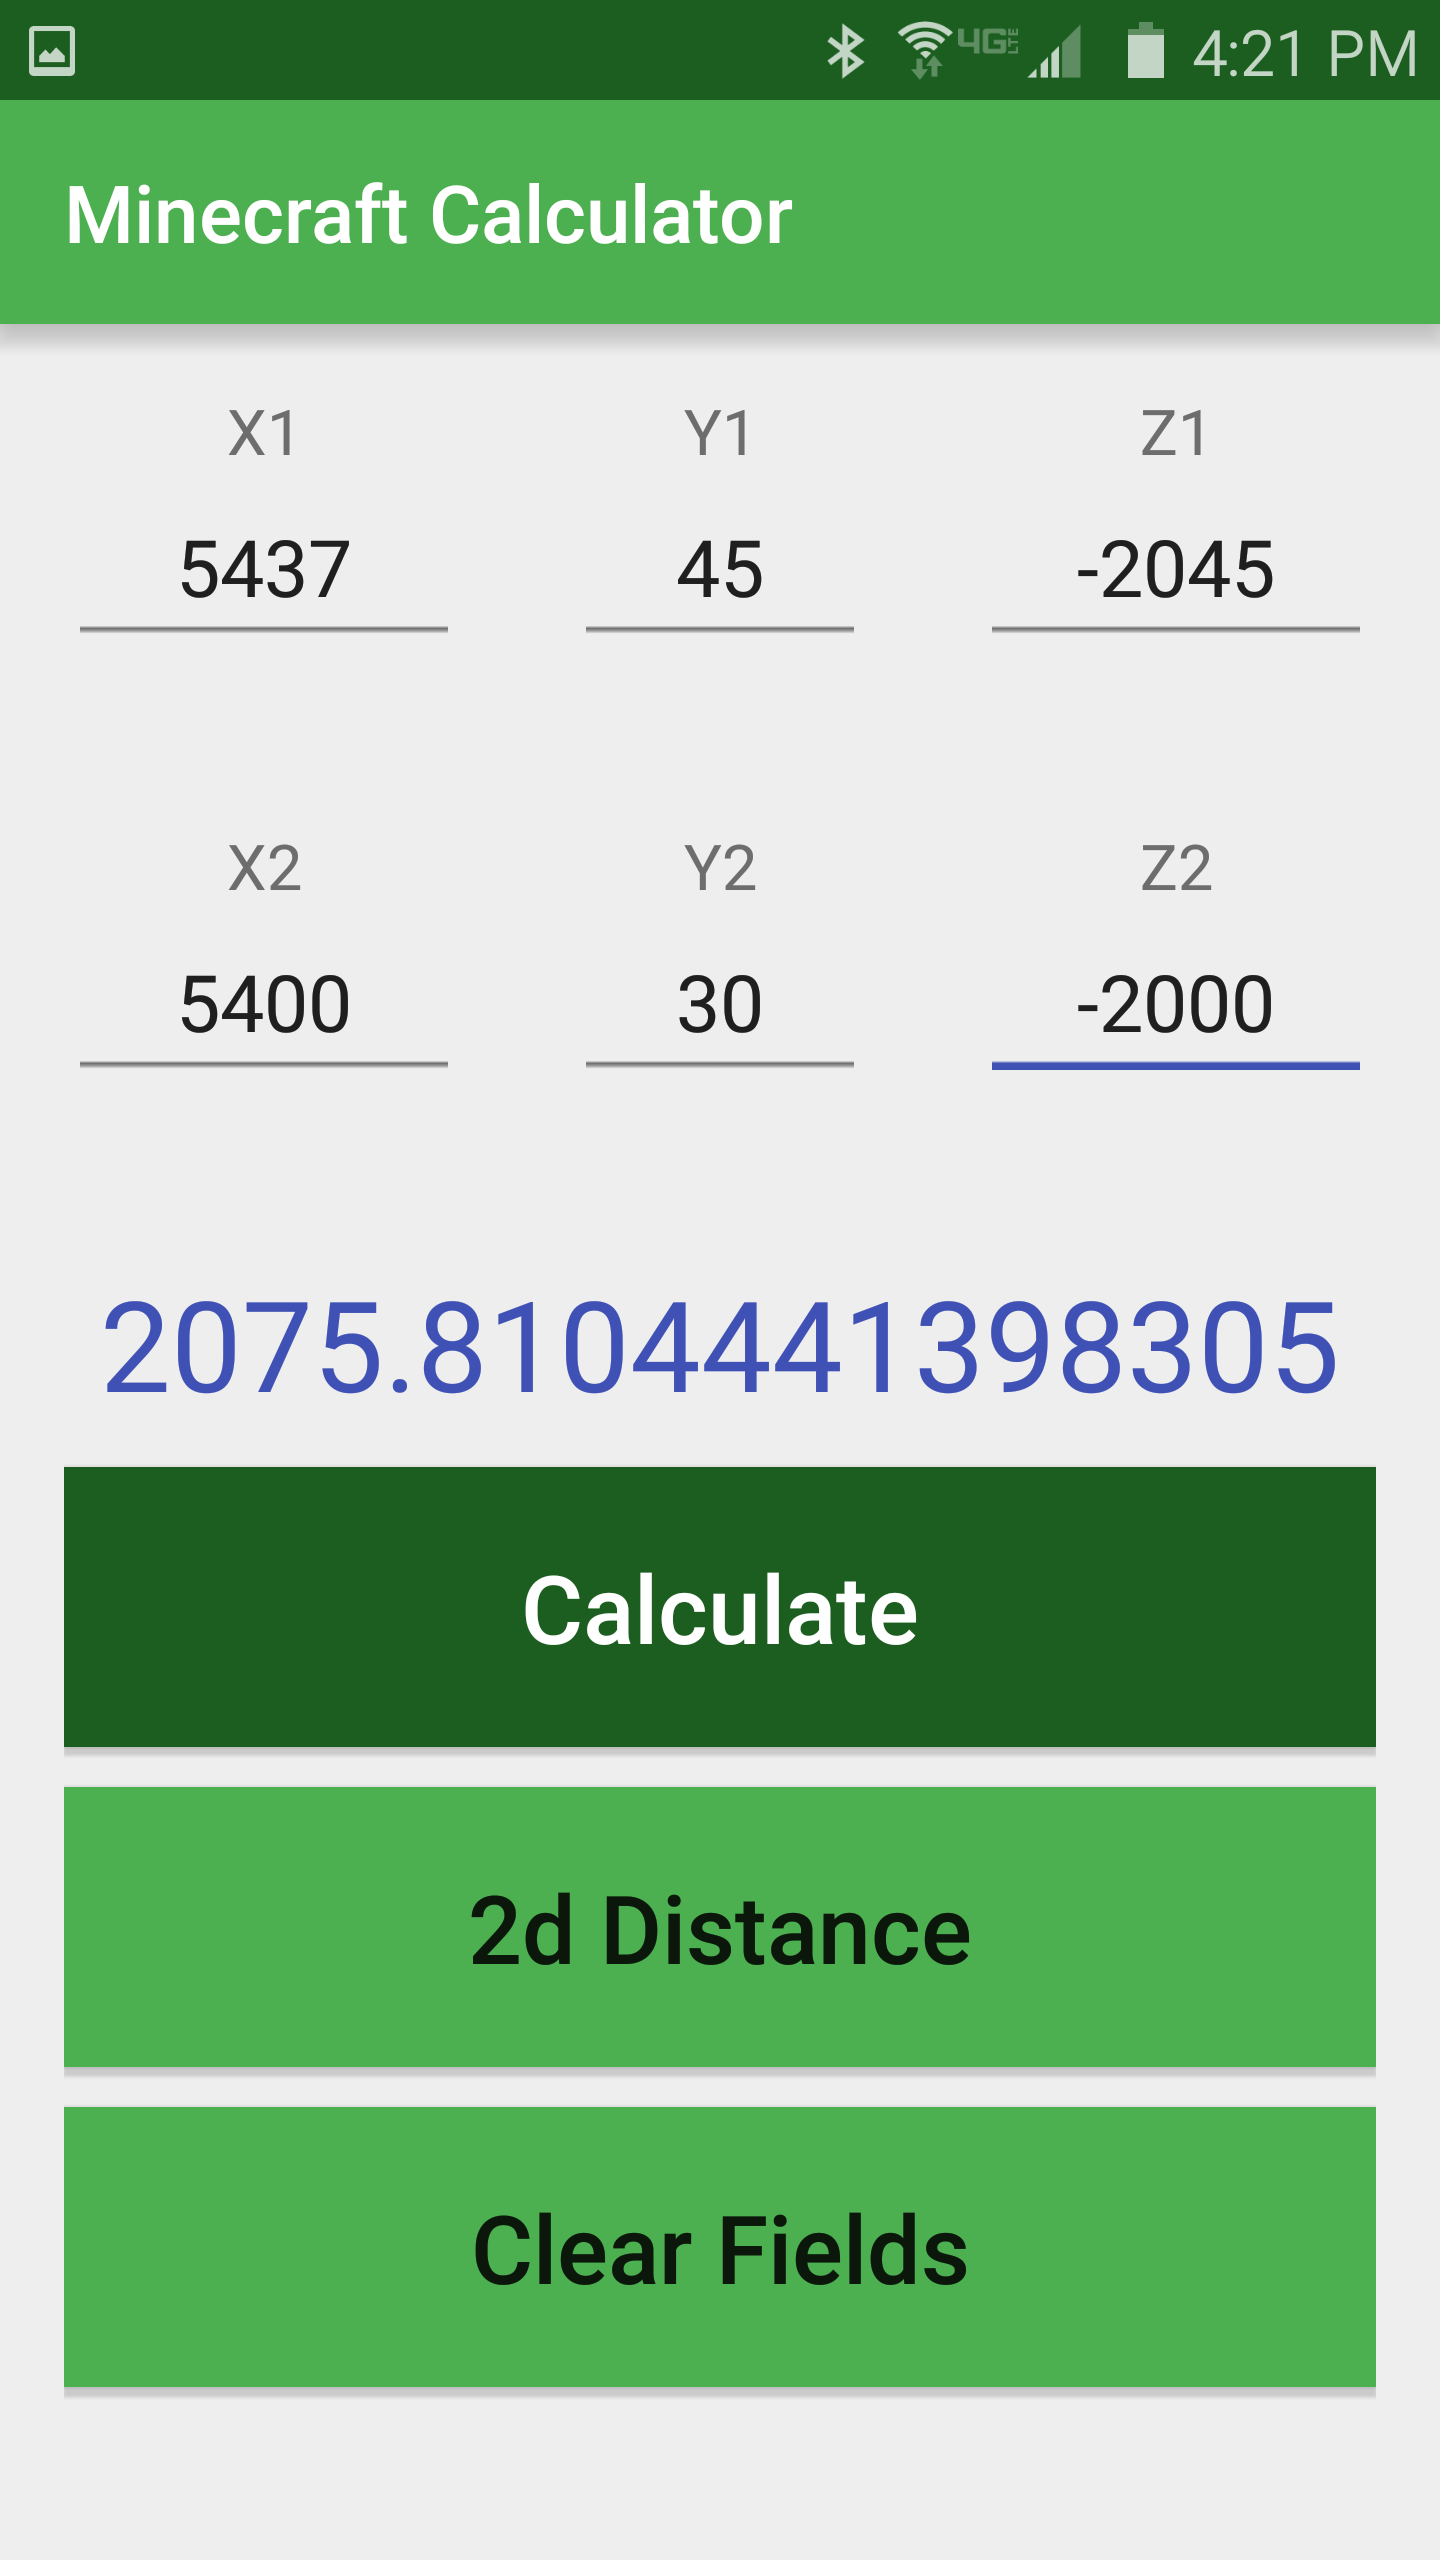 4G LTE 4:21 PM
Minecraft Calculator
X1 Y1 Z1
5437 45 -2045
X2 Y2 Z2
5400 30 -2000
2075.8104441398305
Calculate
2d Distance
Clear Fields